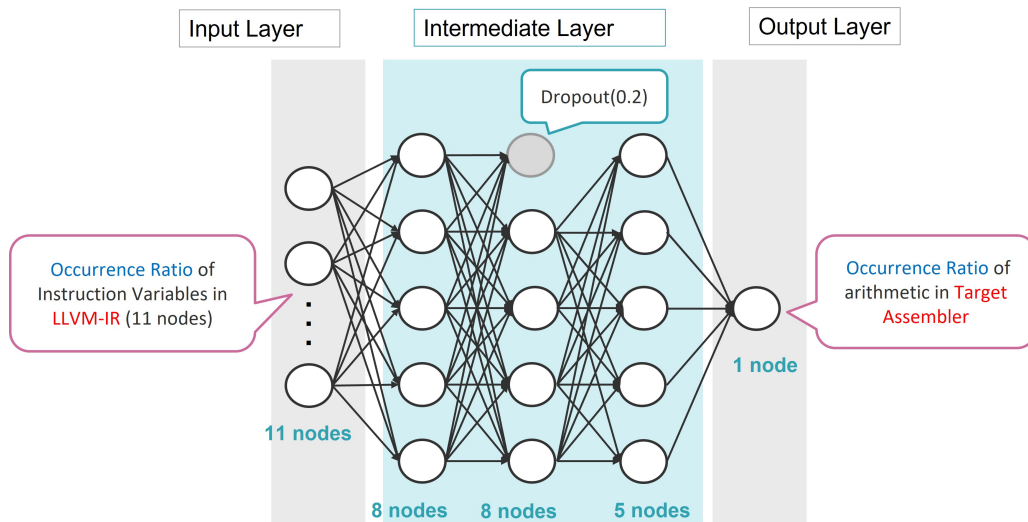 Input Layer
Intermediate Layer
Output Layer
Dropout(0.2)
Occurrence Ratio of
Instruction Variables in
LLVM-IR (11 nodes)
Occurrence Ratio of
arithmetic in Target
Assembler
1 node
11 nodes
8 nodes
8 nodes
5 nodes